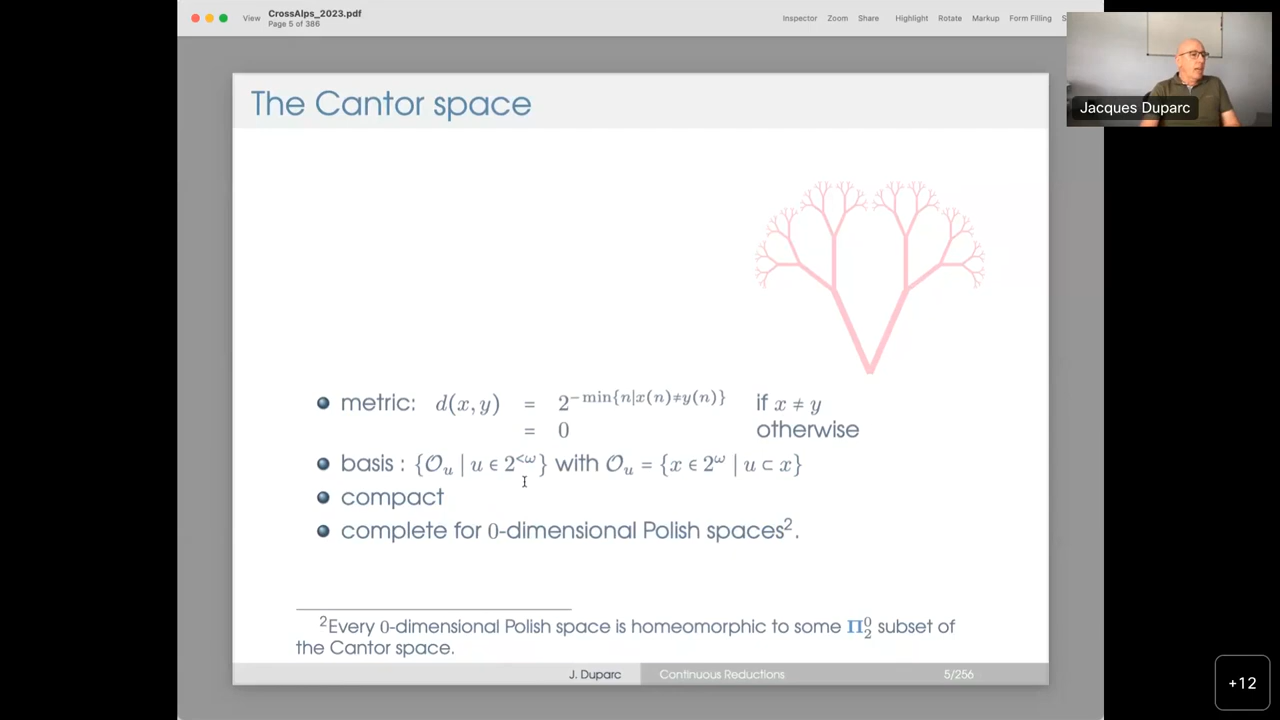 View CrossAlps_2023.pdf
Page 5 of 386
Inspector Zoom Share Highlight Rotate Markup Form Filling
Jacques Duparc
The Cantor space
metric: d(x, y) = 2^{−min{n|x(n)≠y(n)}} if x ≠ y
= 0 otherwise
basis : {𝒪_u | u ∈ 2^{<ω}} with 𝒪_u = {x ∈ 2^ω | u ⊂ x}
compact
complete for 0-dimensional Polish spaces².
²Every 0-dimensional Polish space is homeomorphic to some Π⁰₂ subset of
the Cantor space.
J. Duparc Continuous Reductions 5/256
+12